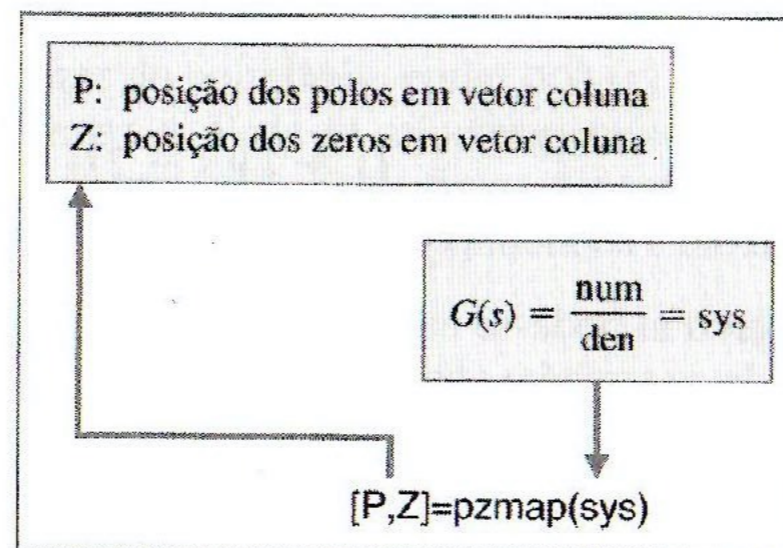 P: posição dos polos em vetor coluna
Z: posição dos zeros em vetor coluna
G(s) = num/den = sys
[P,Z]=pzmap(sys)